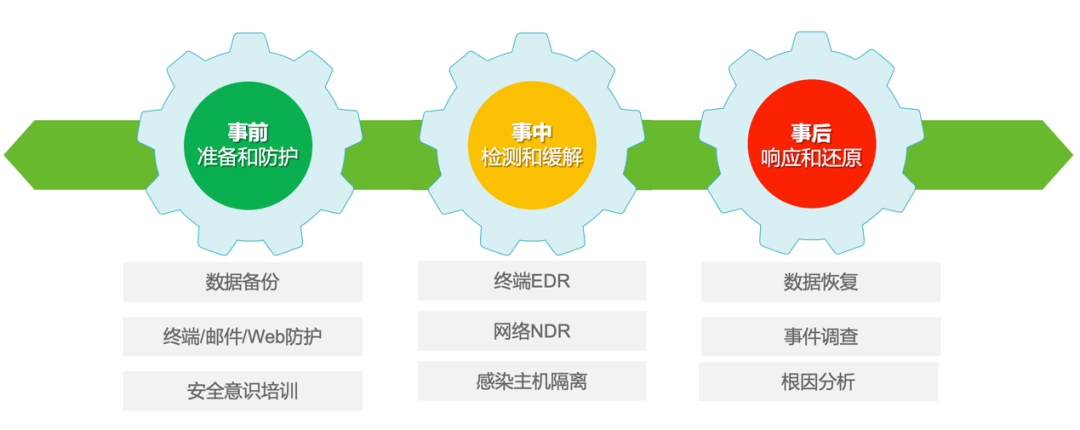 事前
准备和防护
事中
检测和缓解
事后
响应和还原
数据备份
终端/邮件/Web防护
安全意识培训
终端EDR
网络NDR
感染主机隔离
数据恢复
事件调查
根因分析